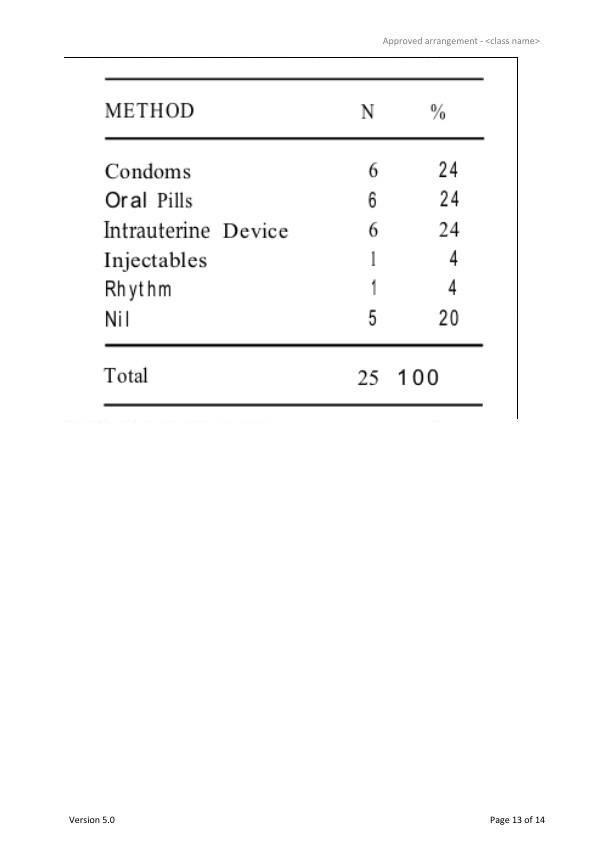 Approved arrangement - <class name>
METHOD N %
Condoms 6 24
Oral Pills 6 24
Intrauterine Device 6 24
Injectables 1 4
Rhythm 1 4
Nil 5 20
Total 25 100
Version 5.0 Page 13 of 14